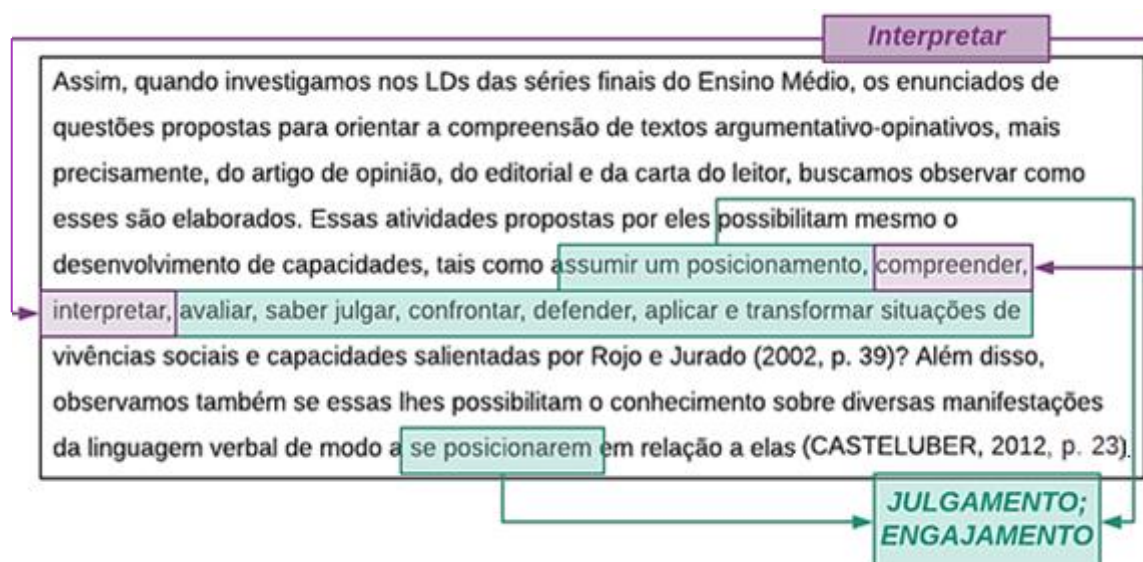 Interpretar
Assim, quando investigamos nos LDs das séries finais do Ensino Médio, os enunciados de
questões propostas para orientar a compreensão de textos argumentativo-opinativos, mais
precisamente, do artigo de opinião, do editorial e da carta do leitor, buscamos observar como
esses são elaborados. Essas atividades propostas por eles possibilitam mesmo o
desenvolvimento de capacidades, tais como assumir um posicionamento, compreender,
interpretar, avaliar, saber julgar, confrontar, defender, aplicar e transformar situações de
vivências sociais e capacidades salientadas por Rojo e Jurado (2002, p. 39)? Além disso,
observamos também se essas lhes possibilitam o conhecimento sobre diversas manifestações
da linguagem verbal de modo a se posicionarem em relação a elas (CASTELUBER, 2012, p. 23).
JULGAMENTO;
ENGAJAMENTO